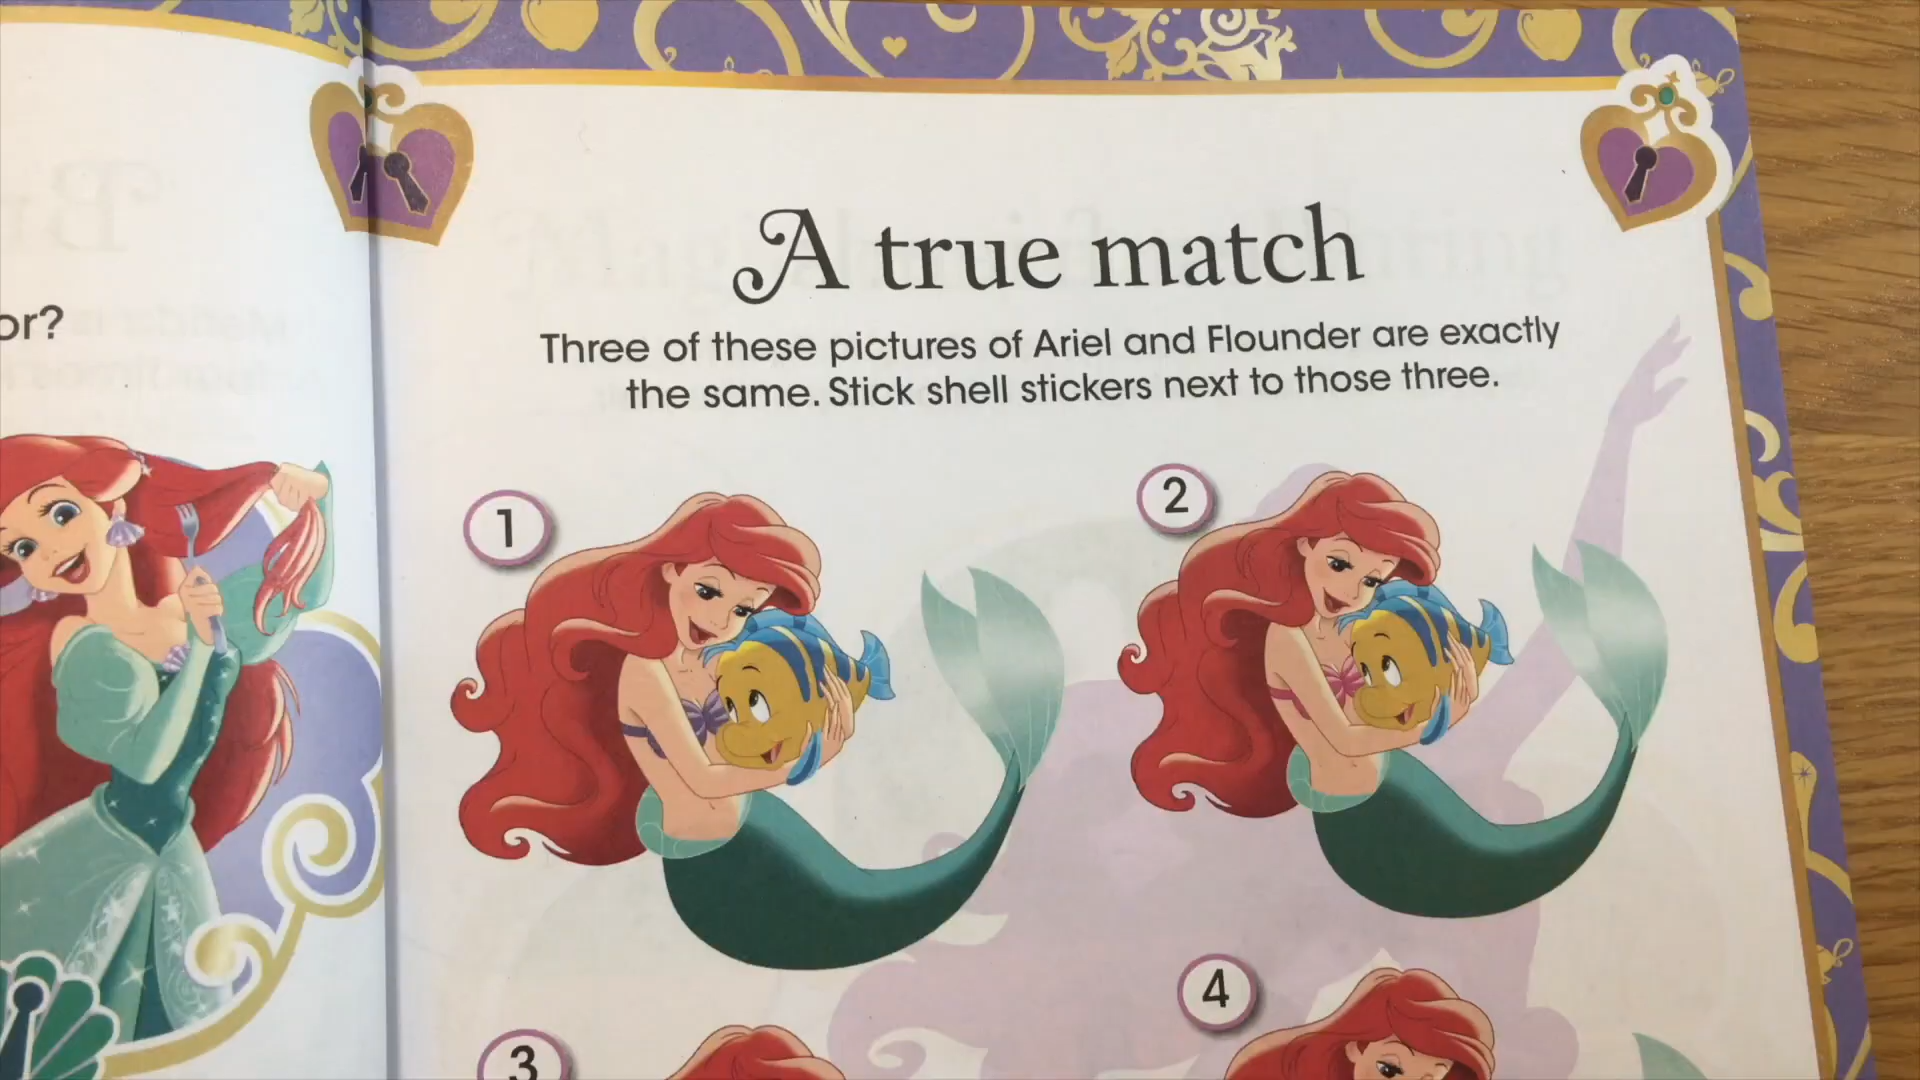 or?
A true match
Three of these pictures of Ariel and Flounder are exactly
the same. Stick shell stickers next to those three.
1
2
3
4